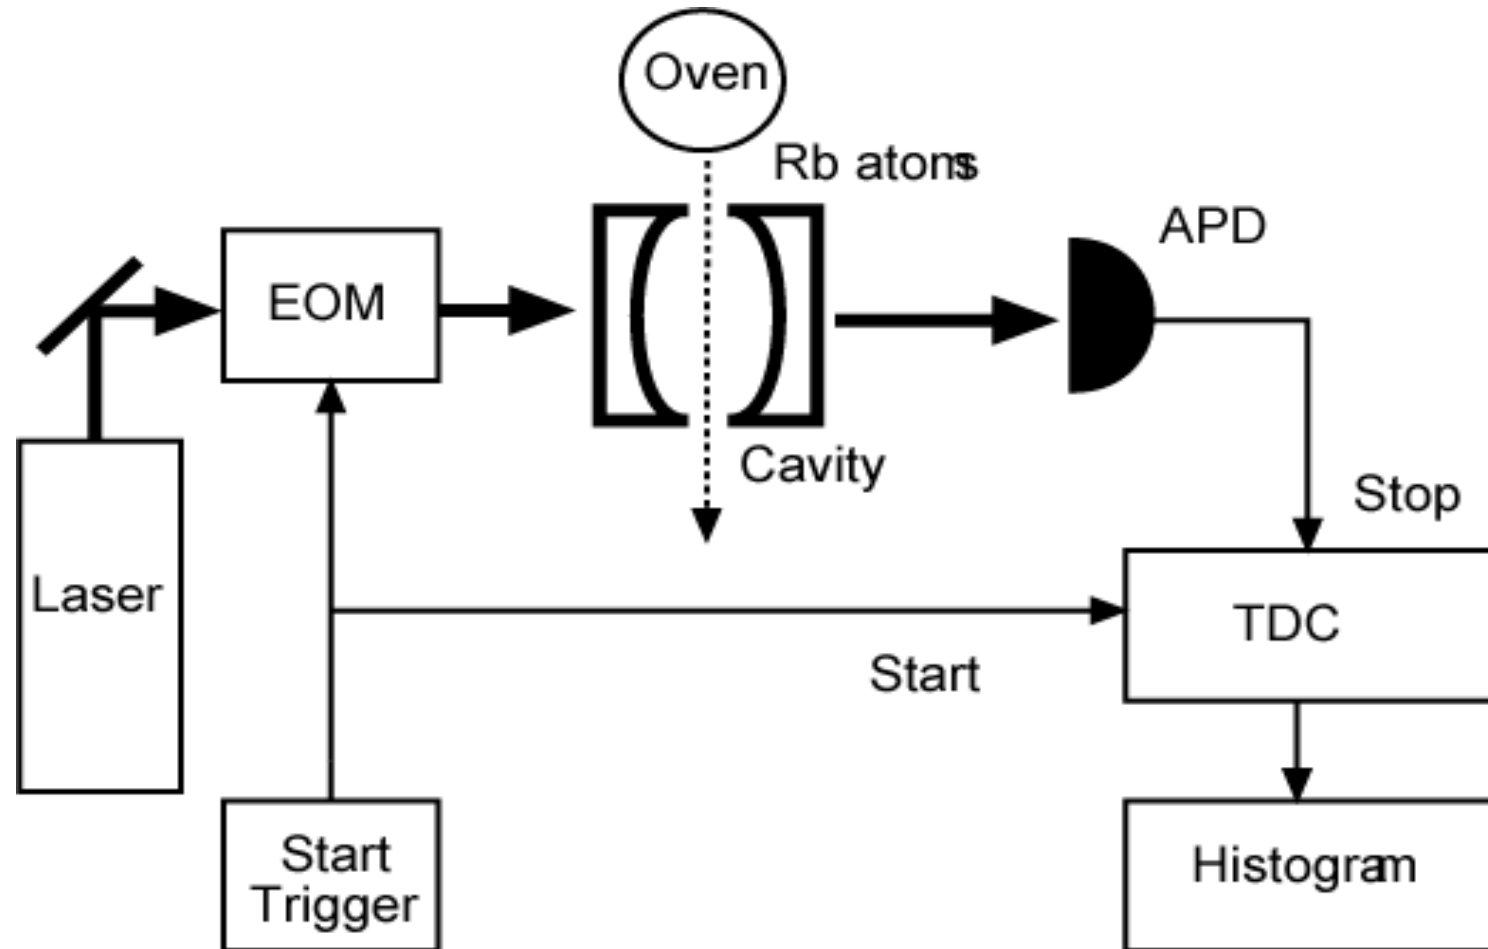 Oven
Rb atoms
APD
EOM
Cavity
Stop
Laser
TDC
Start
Start
Trigger
Histogram